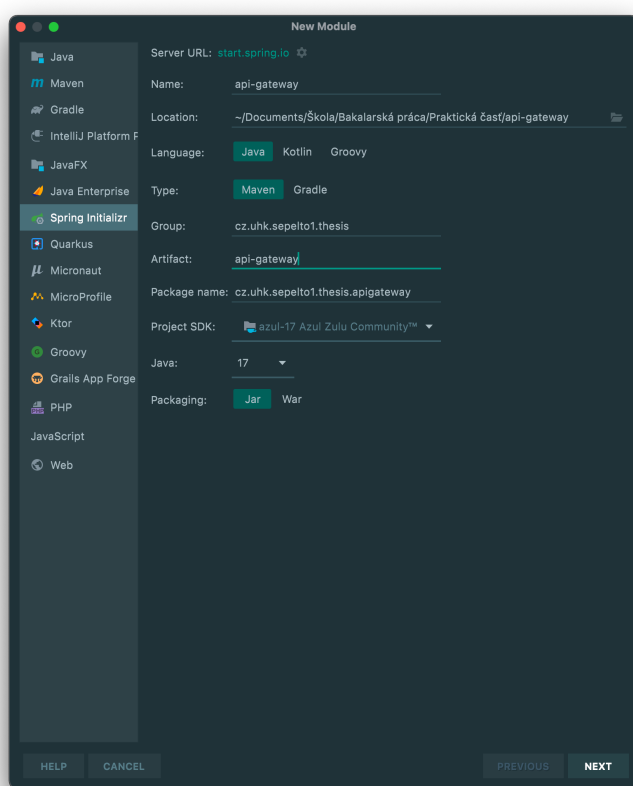 New Module
Java
Maven
Gradle
IntelliJ Platform P
JavaFX
Java Enterprise
Spring Initializr
Quarkus
Micronaut
MicroProfile
Ktor
Groovy
Grails App Forge
PHP
JavaScript
Web
Server URL: start.spring.io
Name: api-gateway
Location: ~/Documents/Škola/Bakalarská práca/Praktická časť/api-gateway
Language: Java Kotlin Groovy
Type: Maven Gradle
Group: cz.uhk.sepelto1.thesis
Artifact: api-gateway
Package name: cz.uhk.sepelto1.thesis.apigateway
Project SDK: azul-17 Azul Zulu Community™
Java: 17
Packaging: Jar War
HELP CANCEL PREVIOUS NEXT